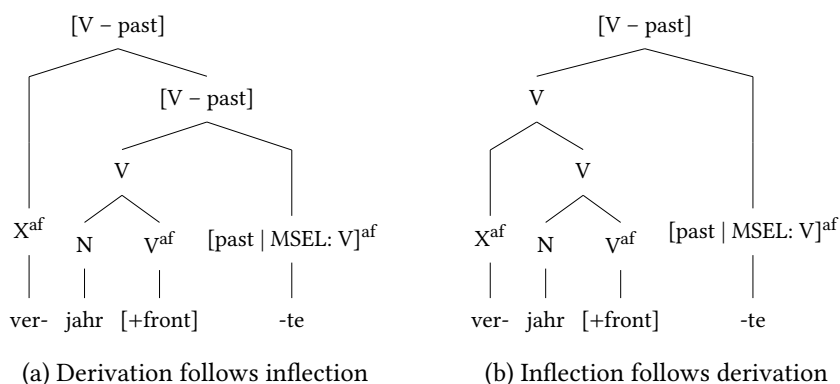 [V – past] [V – past]
V
[V – past]
V V
X^af N V^af [past | MSEL: V]^af X^af N V^af [past | MSEL: V]^af
ver- jahr [+front] -te ver- jahr [+front] -te
(a) Derivation follows inflection (b) Inflection follows derivation